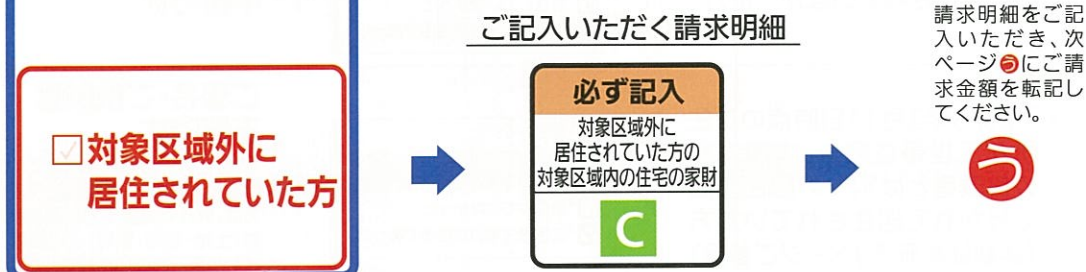 ご記入いただく請求明細
対象区域外に
居住されていた方
必ず記入
対象区域外に
居住されていた方の
対象区域内の住宅の家財
C
請求明細をご記
入いただき、次
ページうにご請
求金額を転記し
てください。
う